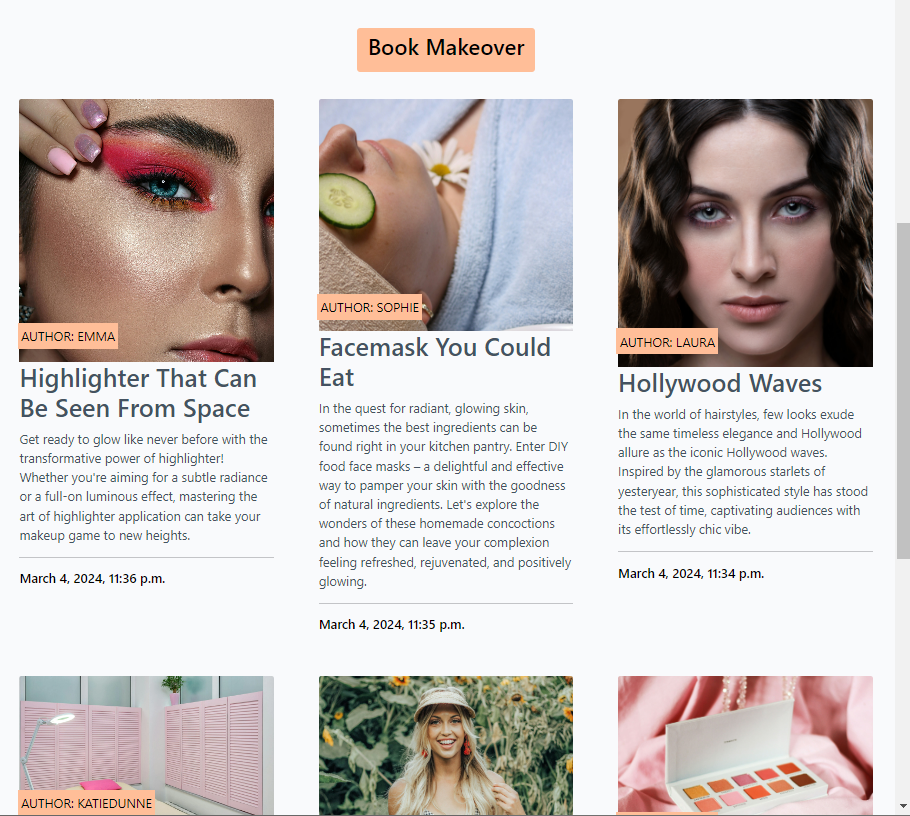 Book Makeover
AUTHOR: EMMA
Highlighter That Can
Be Seen From Space
Get ready to glow like never before with the
transformative power of highlighter!
Whether you're aiming for a subtle radiance
or a full-on luminous effect, mastering the
art of highlighter application can take your
makeup game to new heights.
March 4, 2024, 11:36 p.m.
AUTHOR: SOPHIE
Facemask You Could
Eat
In the quest for radiant, glowing skin,
sometimes the best ingredients can be
found right in your kitchen pantry. Enter DIY
food face masks – a delightful and effective
way to pamper your skin with the goodness
of natural ingredients. Let's explore the
wonders of these homemade concoctions
and how they can leave your complexion
feeling refreshed, rejuvenated, and positively
glowing.
March 4, 2024, 11:35 p.m.
AUTHOR: LAURA
Hollywood Waves
In the world of hairstyles, few looks exude
the same timeless elegance and Hollywood
allure as the iconic Hollywood waves.
Inspired by the glamorous starlets of
yesteryear, this sophisticated style has stood
the test of time, captivating audiences with
its effortlessly chic vibe.
March 4, 2024, 11:34 p.m.
AUTHOR: KATIEDUNNE